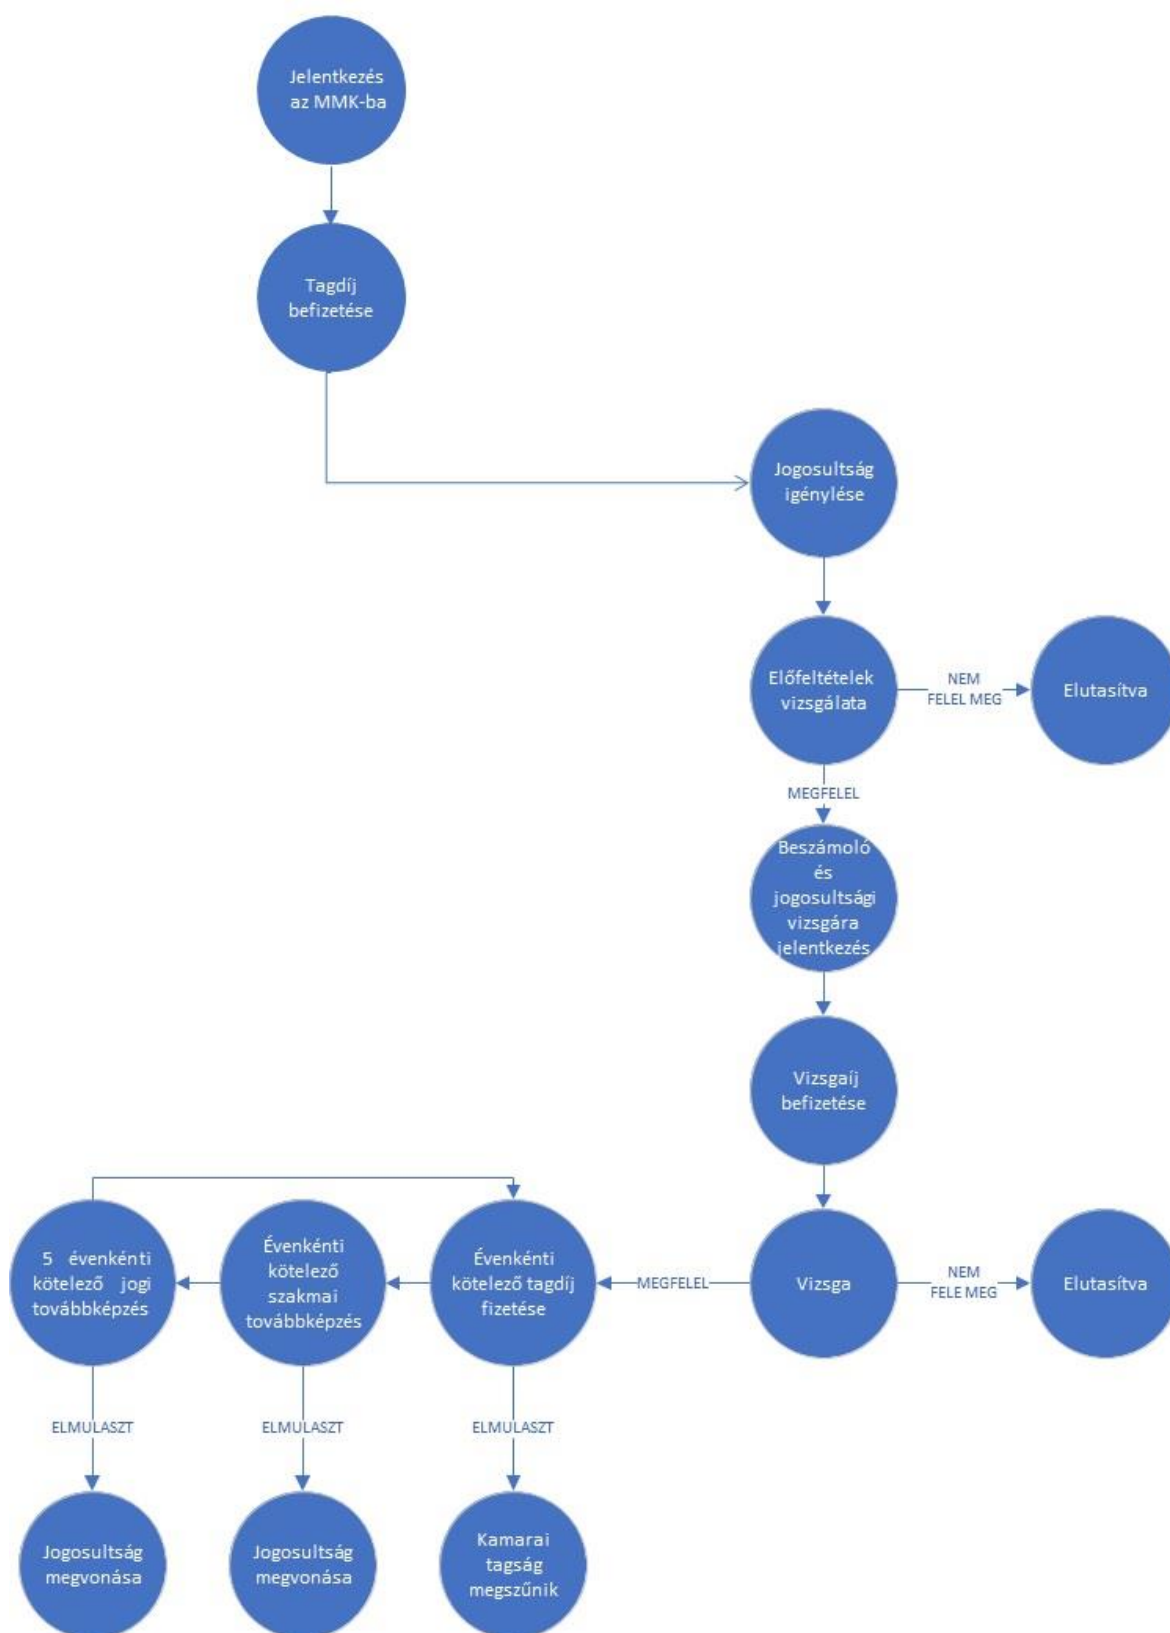 Jelentkezés
az MMK-ba
Tagdíj
befizetése
Jogosultság
igénylése
Előfeltételek
vizsgálata
NEM
FELEL MEG
Elutasítva
MEGFELEL
Beszámoló
és
jogosultsági
vizsgára
jelentkezés
Vizsgaíj
befizetése
5 évenkénti
kötelező jogi
továbbképzés
Évenkénti
kötelező
szakmai
továbbképzés
Évenkénti
kötelező tagdíj
fizetése
MEGFELEL
Vizsga
NEM
FELE MEG
Elutasítva
ELMULASZT
ELMULASZT
ELMULASZT
Jogosultság
megvonása
Jogosultság
megvonása
Kamarai
tagság
megszűnik